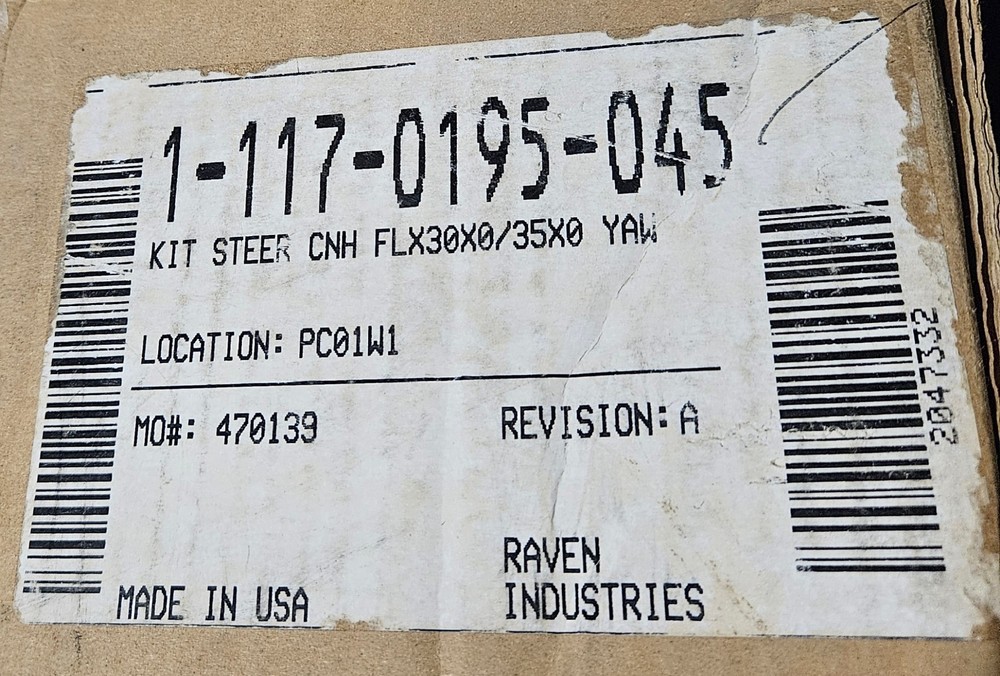 1-117-0195-045
KIT STEER CNH FLX30X0/35X0 YAW
LOCATION: PC01W1
MO#: 470139
REVISION: A
RAVEN
INDUSTRIES
MADE IN USA
2047332